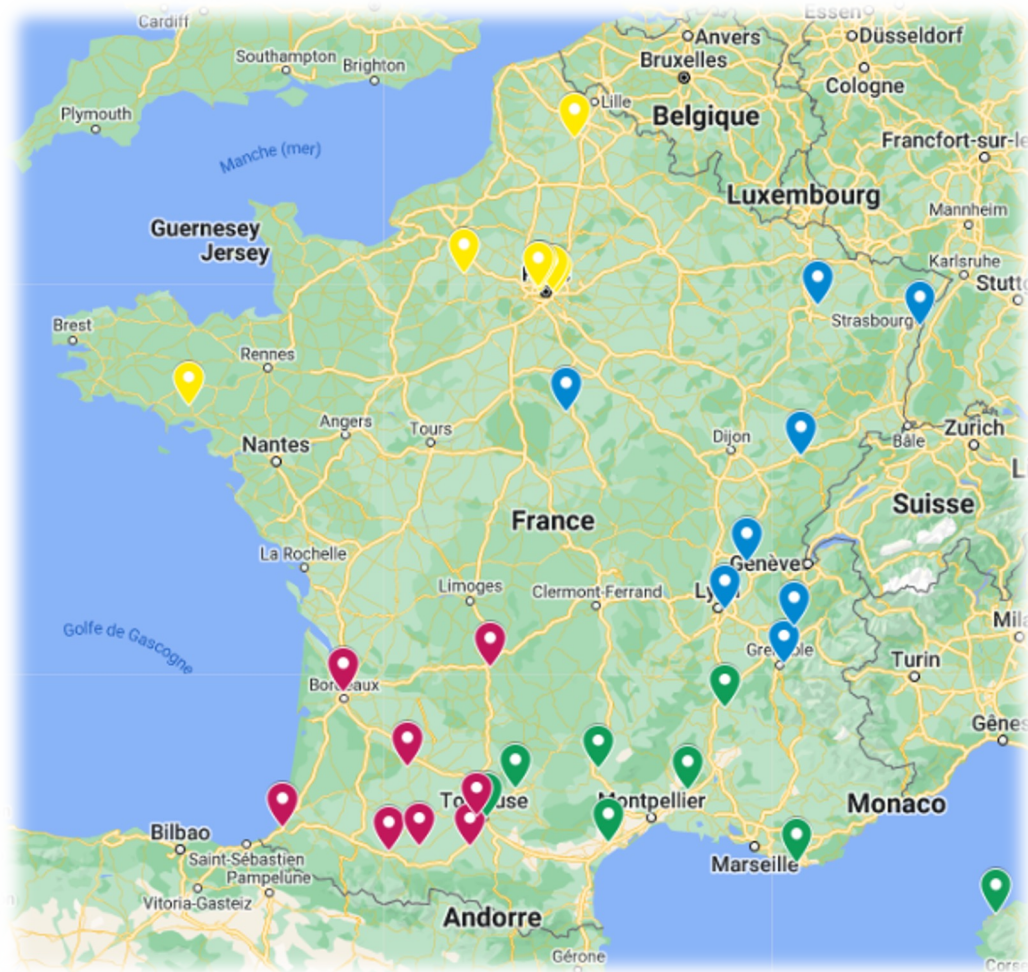 Cardiff
Essen
Southampton
Brighton
Anvers
Düsseldorf
Bruxelles
Cologne
Plymouth
Lille
Belgique
Francfort-sur-le
Manche (mer)
Luxembourg
Mannheim
Guernesey
Jersey
Karlsruhe
Stuttg
Strasbourg
Brest
Rennes
Angers
Tours
Dijon
Bâle
Zurich
Nantes
Suisse
France
La Rochelle
Genève
Limoges
Clermont-Ferrand
Golfe de Gascogne
Turin
Gênes
Montpellier
Monaco
Bilbao
Saint-Sébastien
Marseille
Pampelune
Vitoria-Gasteiz
Andorre
Gérone